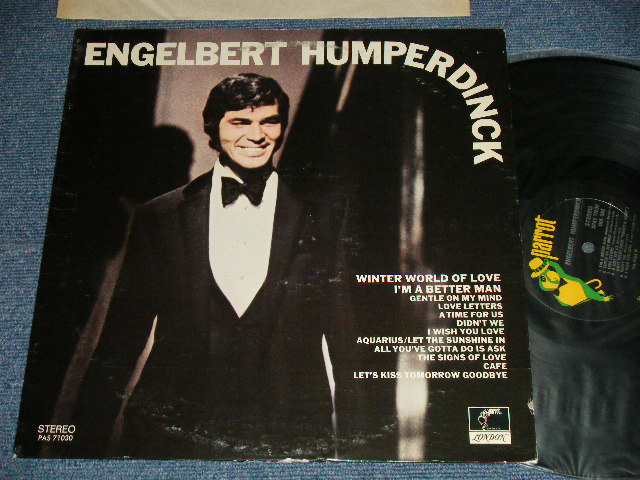 ENGELBERT HUMPERDINCK
WINTER WORLD OF LOVE
I'M A BETTER MAN
GENTLE ON MY MIND
LOVE LETTERS
A TIME FOR US
DIDN'T WE
I WISH YOU LOVE
AQUARIUS/LET THE SUNSHINE IN
ALL YOU'VE GOTTA DO IS ASK
THE SIGNS OF LOVE
CAFE
LET'S KISS TOMORROW GOODBYE
STEREO
PAS 71030
LONDON
parrot